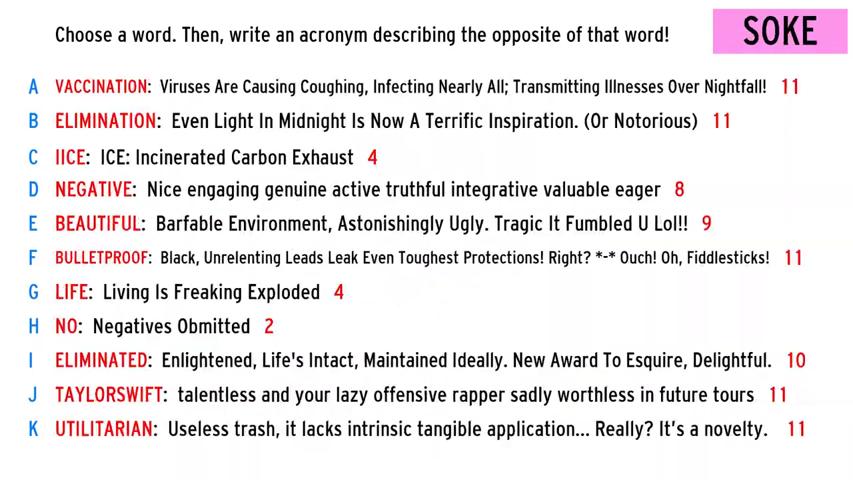 Choose a word. Then, write an acronym describing the opposite of that word!
SOKE
A VACCINATION: Viruses Are Causing Coughing, Infecting Nearly All; Transmitting Illnesses Over Nightfall! 11
B ELIMINATION: Even Light In Midnight Is Now A Terrific Inspiration. (Or Notorious) 11
C IICE: ICE: Incinerated Carbon Exhaust 4
D NEGATIVE: Nice engaging genuine active truthful integrative valuable eager 8
E BEAUTIFUL: Barfable Environment, Astonishingly Ugly. Tragic It Fumbled U Lol!! 9
F BULLETPROOF: Black, Unrelenting Leads Leak Even Toughest Protections! Right? *-* Ouch! Oh, Fiddlesticks! 11
G LIFE: Living Is Freaking Exploded 4
H NO: Negatives Obmitted 2
I ELIMINATED: Enlightened, Life's Intact, Maintained Ideally. New Award To Esquire, Delightful. 10
J TAYLORSWIFT: talentless and your lazy offensive rapper sadly worthless in future tours 11
K UTILITARIAN: Useless trash, it lacks intrinsic tangible application... Really? It's a novelty. 11